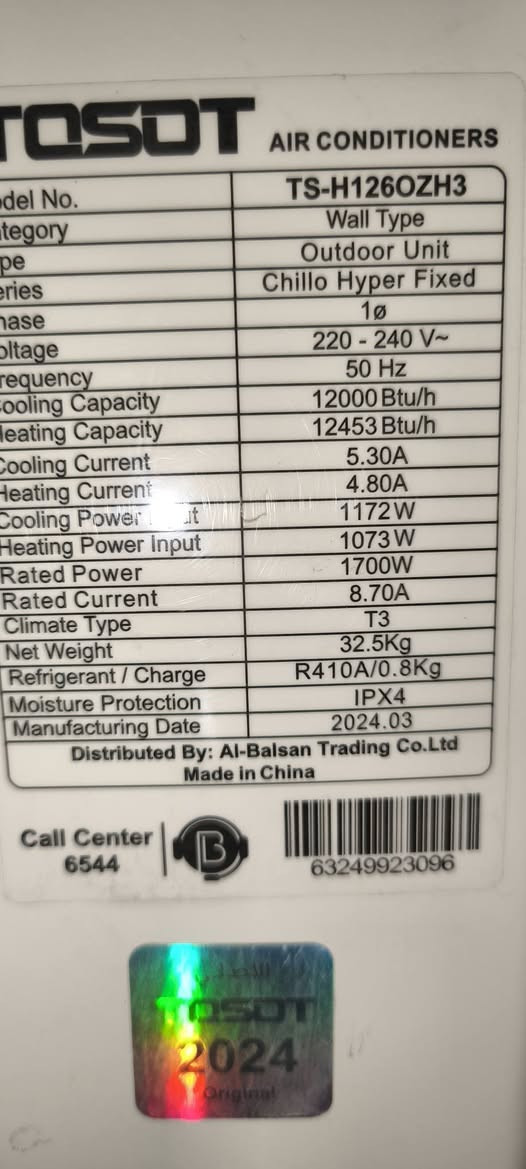 TOSOT AIR CONDITIONERS
odel No. TS-H126OZH3
tegory Wall Type
pe Outdoor Unit
eries Chillo Hyper Fixed
hase 1ø
oltage 220 - 240 V~
requency 50 Hz
ooling Capacity 12000 Btu/h
eating Capacity 12453 Btu/h
Cooling Current 5.30A
Heating Current 4.80A
Cooling Power ut 1172 W
Heating Power Input 1073 W
Rated Power 1700W
Rated Current 8.70A
Climate Type T3
Net Weight 32.5Kg
Refrigerant / Charge R410A/0.8Kg
Moisture Protection IPX4
Manufacturing Date 2024.03
Distributed By: Al-Balsan Trading Co.Ltd
Made in China
Call Center
6544
B
63249923096
TOSOT
2024
Original